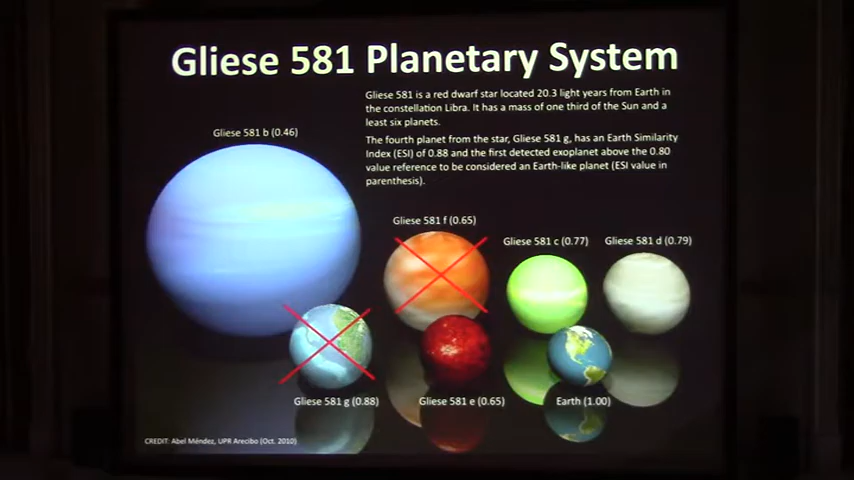 Gliese 581 Planetary System
Gliese 581 is a red dwarf star located 20.3 light years from Earth in
the constellation Libra. It has a mass of one third of the Sun and a
least six planets.
The fourth planet from the star, Gliese 581 g, has an Earth Similarity
Index (ESI) of 0.88 and the first detected exoplanet above the 0.80
value reference to be considered an Earth-like planet (ESI value in
parenthesis).
Gliese 581 b (0.46)
Gliese 581 f (0.65)
Gliese 581 c (0.77)
Gliese 581 d (0.79)
Gliese 581 g (0.88)
Gliese 581 e (0.65)
Earth (1.00)
CREDIT: Abel Méndez, UPR Arecibo (Oct. 2010)